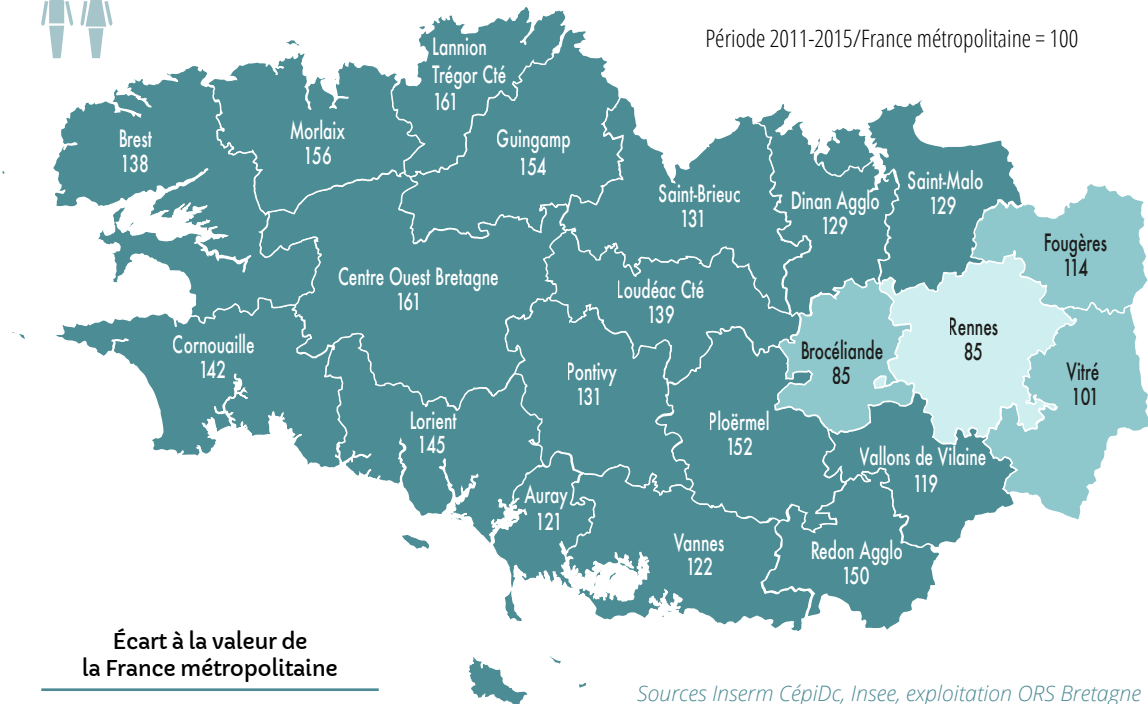 Période 2011-2015/France métropolitaine = 100
Lannion
Trégor Cté
161
Brest
138
Morlaix
156
Guingamp
154
Saint-Brieuc
131
Dinan Agglo
129
Saint-Malo
129
Fougères
114
Centre Ouest Bretagne
161
Loudéac Cté
139
Rennes
85
Cornouaille
142
Brocéliande
85
Vitré
101
Pontivy
131
Lorient
145
Ploërmel
152
Vallons de Vilaine
119
Auray
121
Vannes
122
Redon Agglo
150
Écart à la valeur de
la France métropolitaine
Sources Inserm CépiDc, Insee, exploitation ORS Bretagne